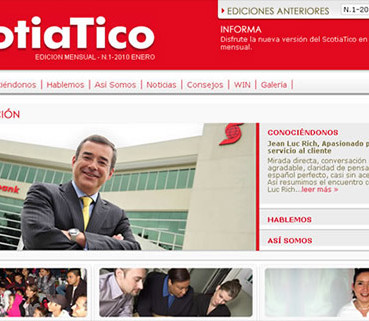 EDICIONES ANTERIORES N.1-20
otiaTico
INFORMA
Disfrute la nueva versión del ScotiaTico en
mensual.
EDICION MENSUAL - N.1-2010 ENERO
iéndonos | Hablemos | Así Somos | Noticias | Consejos | WIN | Galería |
CIÓN
CONOCIÉNDONOS
Jean Luc Rich, Apasionado p
servicio al cliente
Mirada directa, conversación
agradable, claridad de pensa
español perfecto, casi sin ace
Así resumimos el encuentro c
Luc Rich...leer más »
bank
HABLEMOS
ASÍ SOMOS